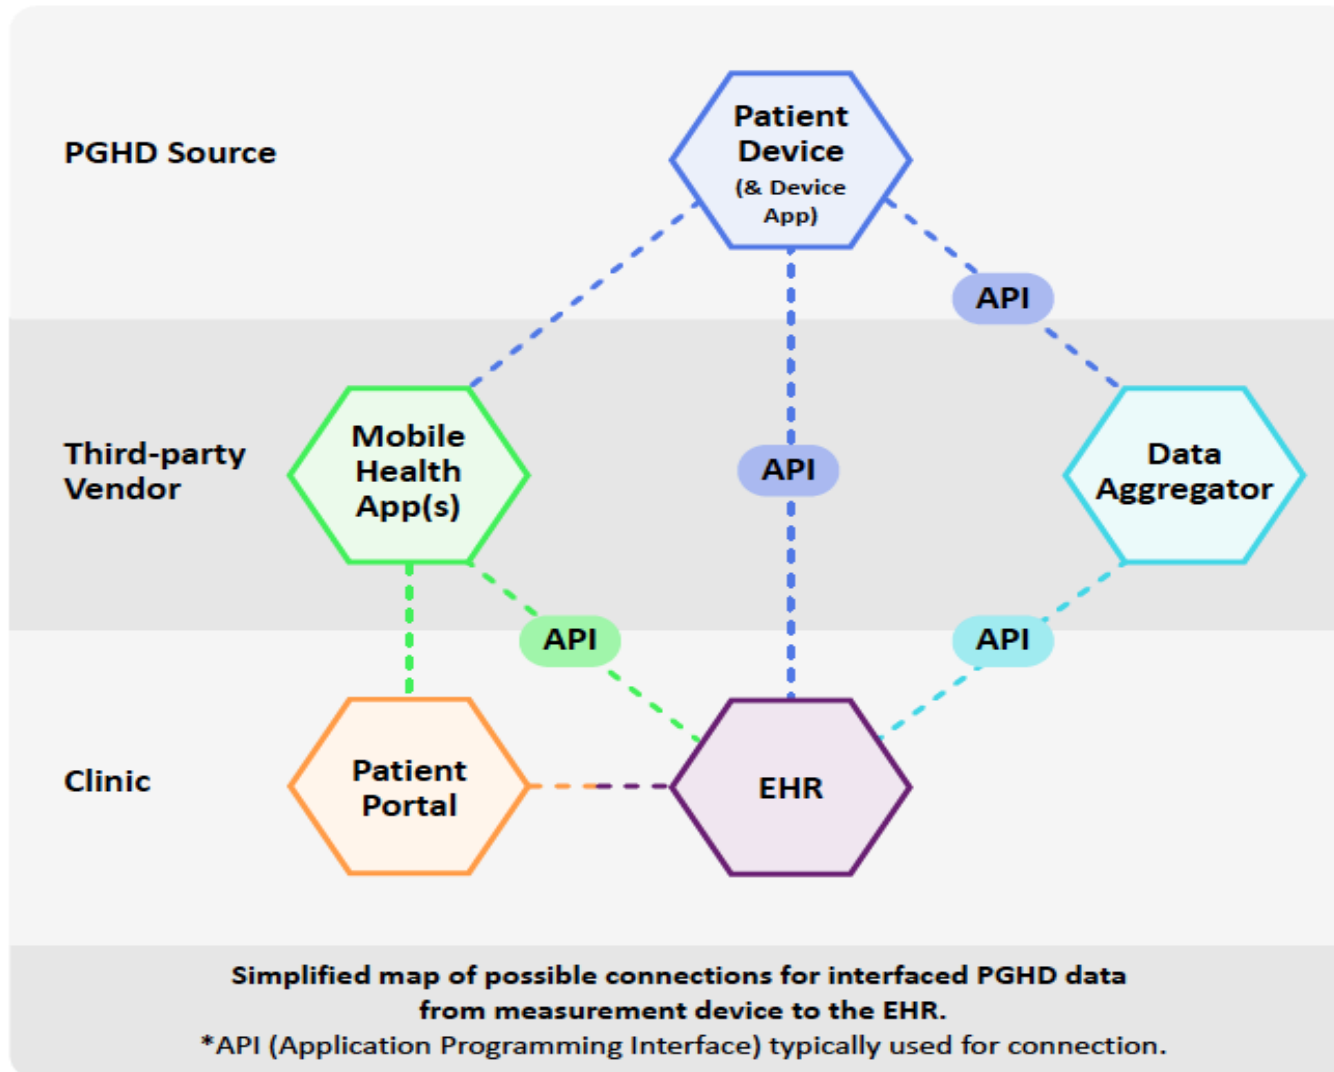 PGHD Source
Patient
Device
(& Device
App)
API
Third-party
Vendor
Mobile
Health
App(s)
API
Data
Aggregator
API
API
Clinic
Patient
Portal
EHR
Simplified map of possible connections for interfaced PGHD data
from measurement device to the EHR.
*API (Application Programming Interface) typically used for connection.